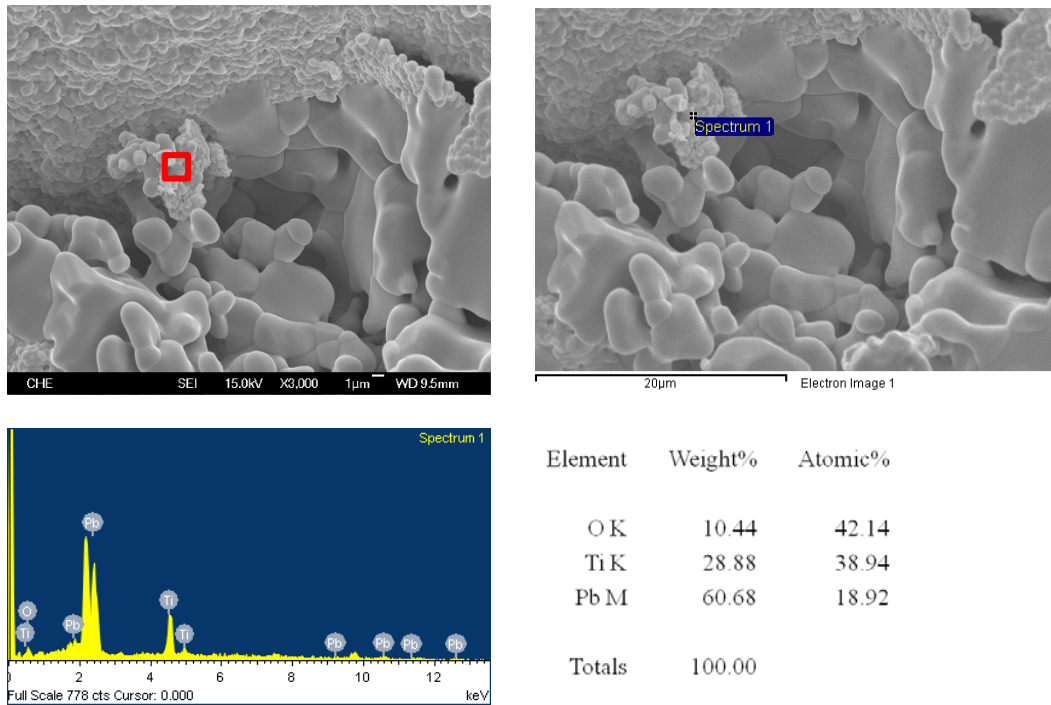 CHE SEI 15.0kV X3,000 1µm WD 9.5mm
Spectrum 1
20µm Electron Image 1
Spectrum 1
Pb
O
Ti
Pb
Ti
Ti
Pb
Pb
Pb
Pb
0 2 4 6 8 10 12
Full Scale 778 cts Cursor: 0.000 keV
Element Weight% Atomic%
O K 10.44 42.14
Ti K 28.88 38.94
Pb M 60.68 18.92
Totals 100.00